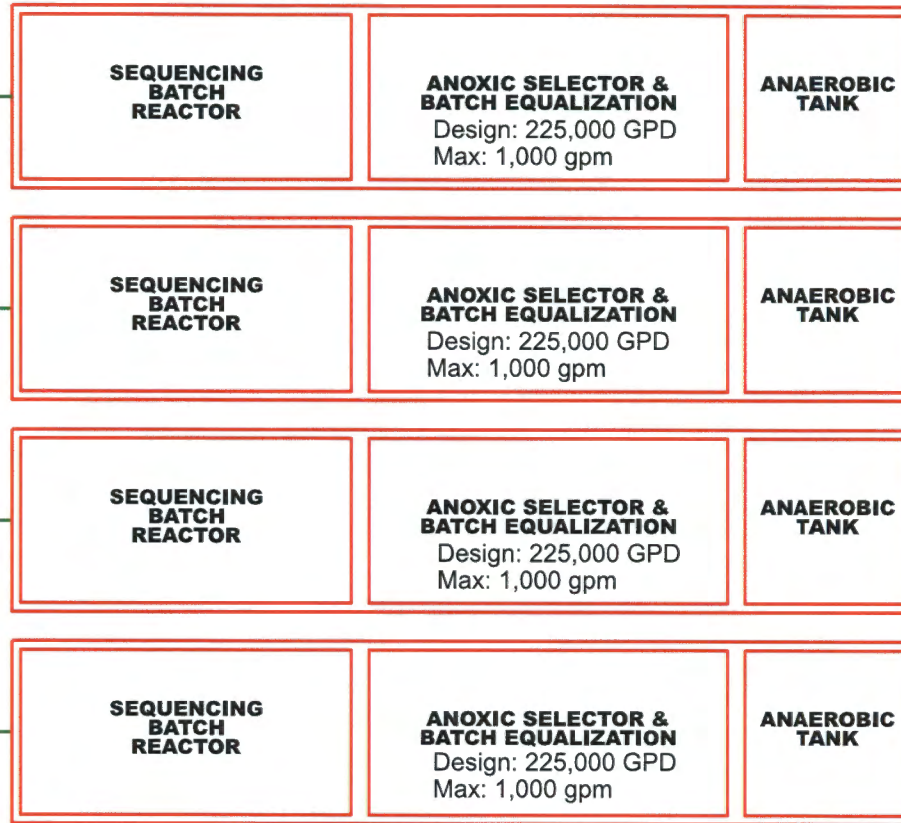 SEQUENCING
BATCH
REACTOR
ANOXIC SELECTOR &
BATCH EQUALIZATION
Design: 225,000 GPD
Max: 1,000 gpm
ANAEROBIC
TANK
SEQUENCING
BATCH
REACTOR
ANOXIC SELECTOR &
BATCH EQUALIZATION
Design: 225,000 GPD
Max: 1,000 gpm
ANAEROBIC
TANK
SEQUENCING
BATCH
REACTOR
ANOXIC SELECTOR &
BATCH EQUALIZATION
Design: 225,000 GPD
Max: 1,000 gpm
ANAEROBIC
TANK
SEQUENCING
BATCH
REACTOR
ANOXIC SELECTOR &
BATCH EQUALIZATION
Design: 225,000 GPD
Max: 1,000 gpm
ANAEROBIC
TANK